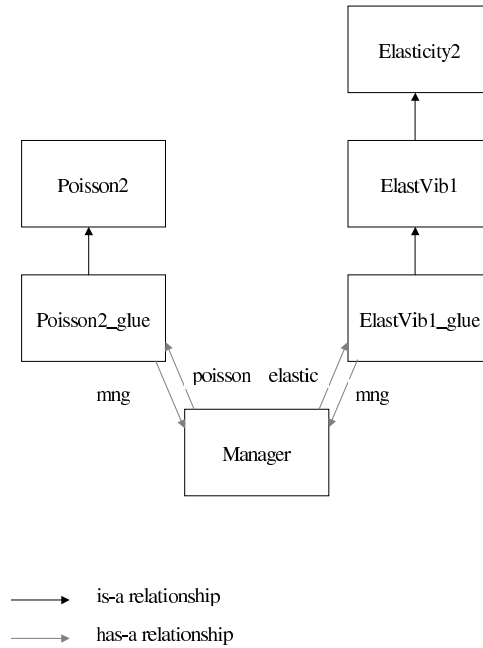 Elasticity2
Poisson2
ElastVib1
Poisson2_glue
ElastVib1_glue
poisson
elastic
mng
mng
Manager
is-a relationship
has-a relationship